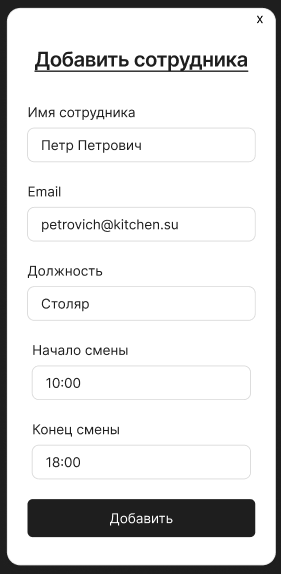 x
Добавить сотрудника
Имя сотрудника
Петр Петрович
Email
petrovich@kitchen.su
Должность
Столяр
Начало смены
10:00
Конец смены
18:00
Добавить